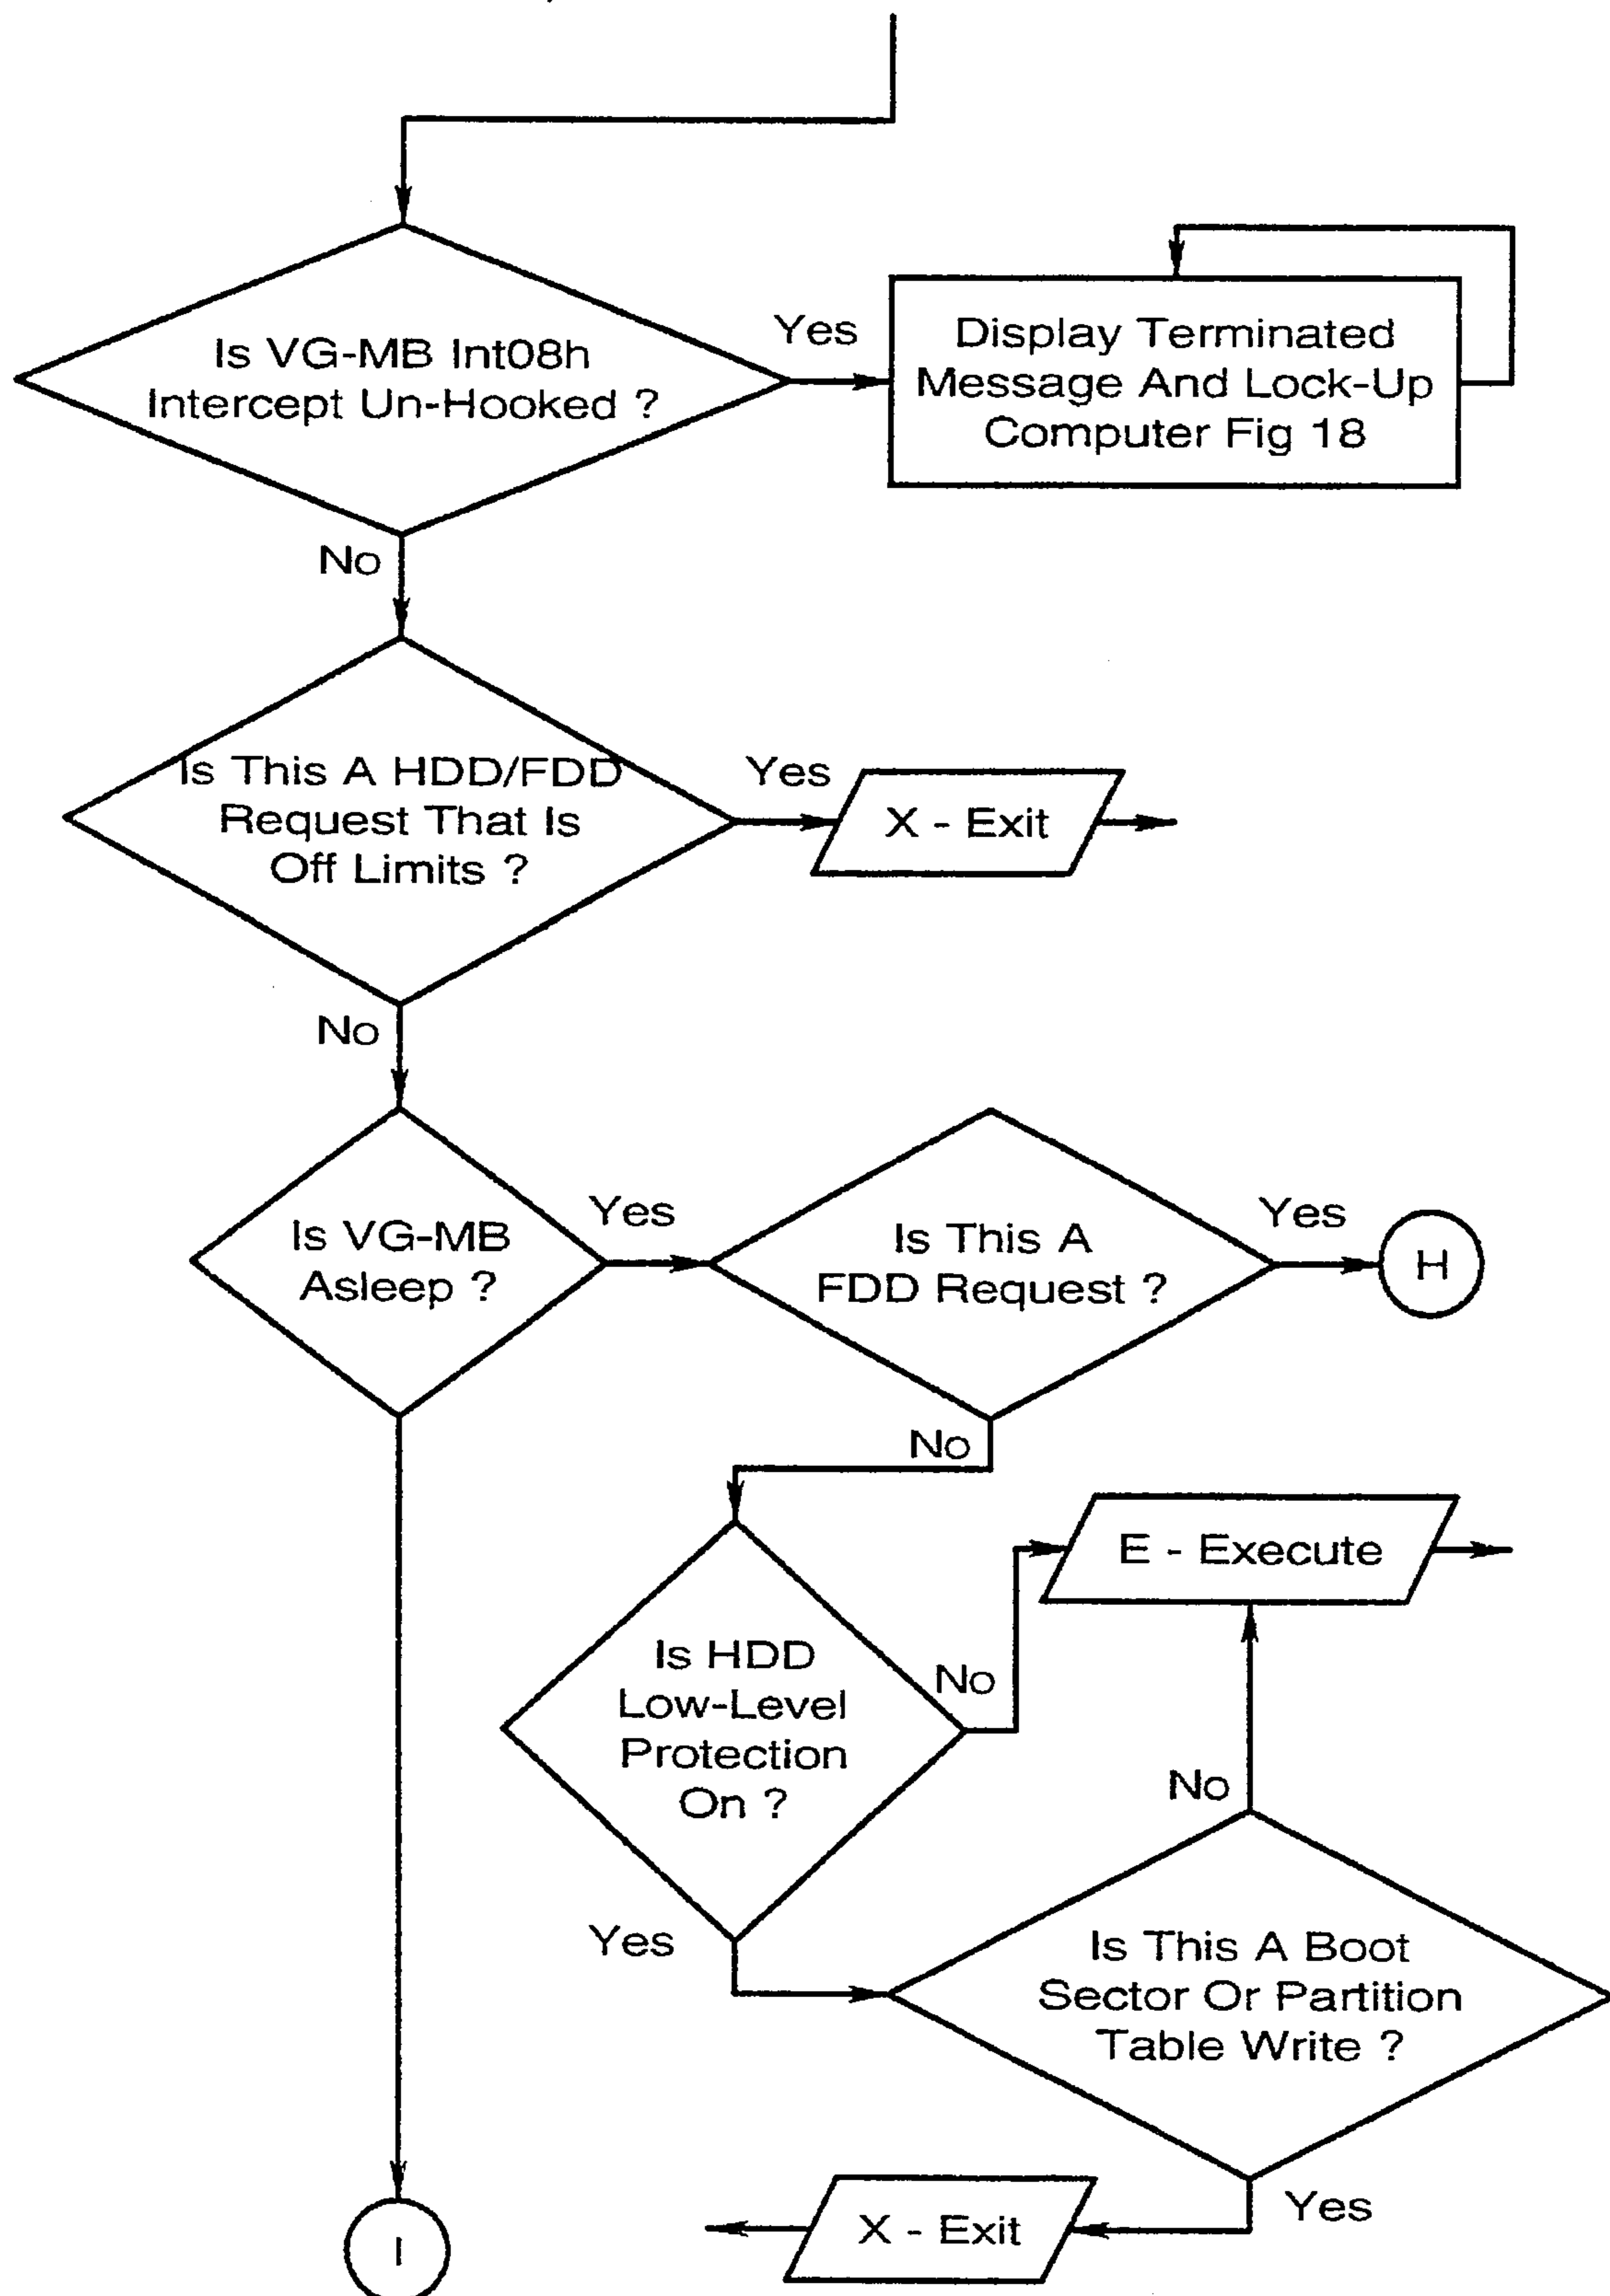 Is VG-MB Int08h
Intercept Un-Hooked ?
Yes
Display Terminated
Message And Lock-Up
Computer Fig 18
No
Is This A HDD/FDD
Request That Is
Off Limits ?
Yes
X - Exit
No
Is VG-MB
Asleep ?
Yes
Is This A
FDD Request ?
Yes
H
No
E - Execute
Is HDD
Low-Level
Protection
On ?
No
No
Yes
Is This A Boot
Sector Or Partition
Table Write ?
Yes
X - Exit
I